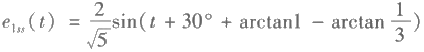 e₁ss(t) = 2/√5 sin(t + 30° + arctan1 − arctan 1/3)